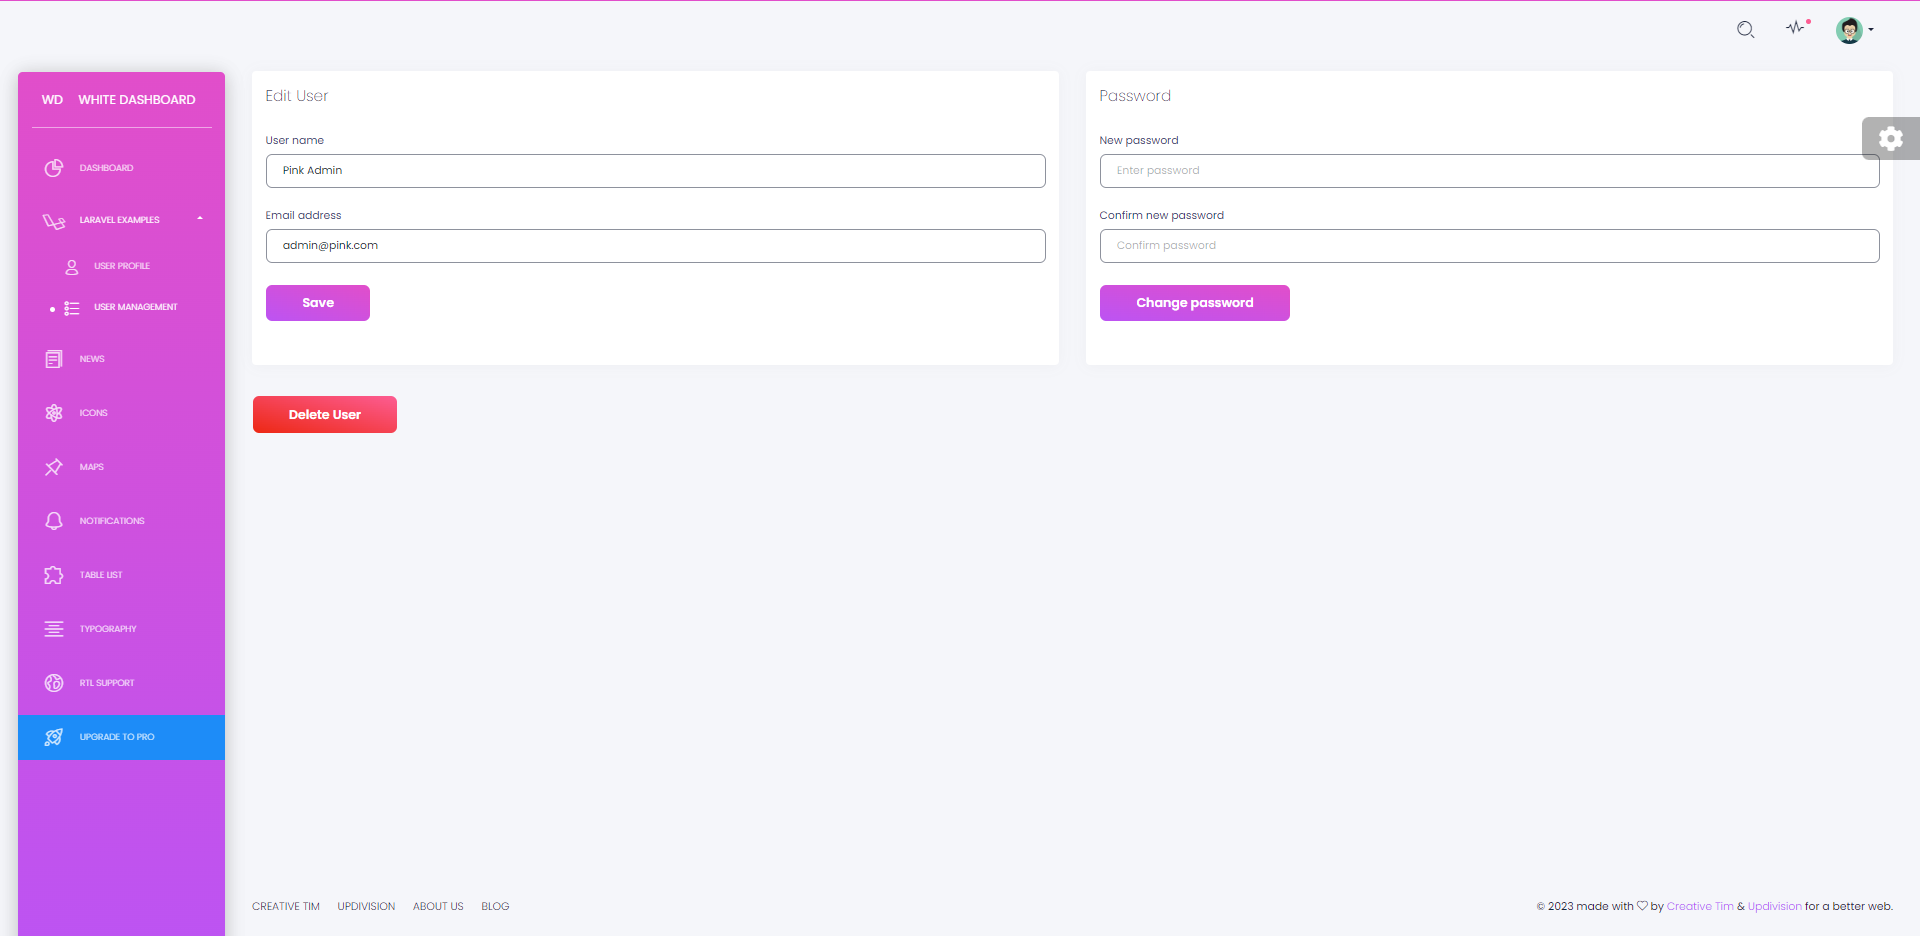 WD WHITE DASHBOARD
DASHBOARD
LARAVEL EXAMPLES
USER PROFILE
USER MANAGEMENT
NEWS
ICONS
MAPS
NOTIFICATIONS
TABLE LIST
TYPOGRAPHY
RTL SUPPORT
UPGRADE TO PRO
Edit User
User name
Pink Admin
Email address
admin@pink.com
Save
Password
New password
Enter password
Confirm new password
Confirm password
Change password
Delete User
CREATIVE TIM UPDIVISION ABOUT US BLOG
© 2023 made with ♡ by Creative Tim & Updivision for a better web.